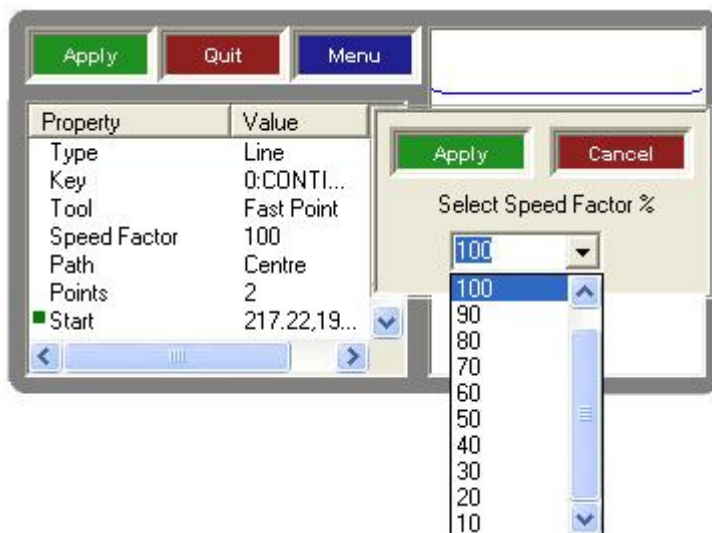 Apply Quit Menu
Property Value
Type Line
Key 0:CONTI...
Tool Fast Point
Speed Factor 100
Path Centre
Points 2
Start 217.22,19...
Apply Cancel
Select Speed Factor %
100
100
90
80
70
60
50
40
30
20
10